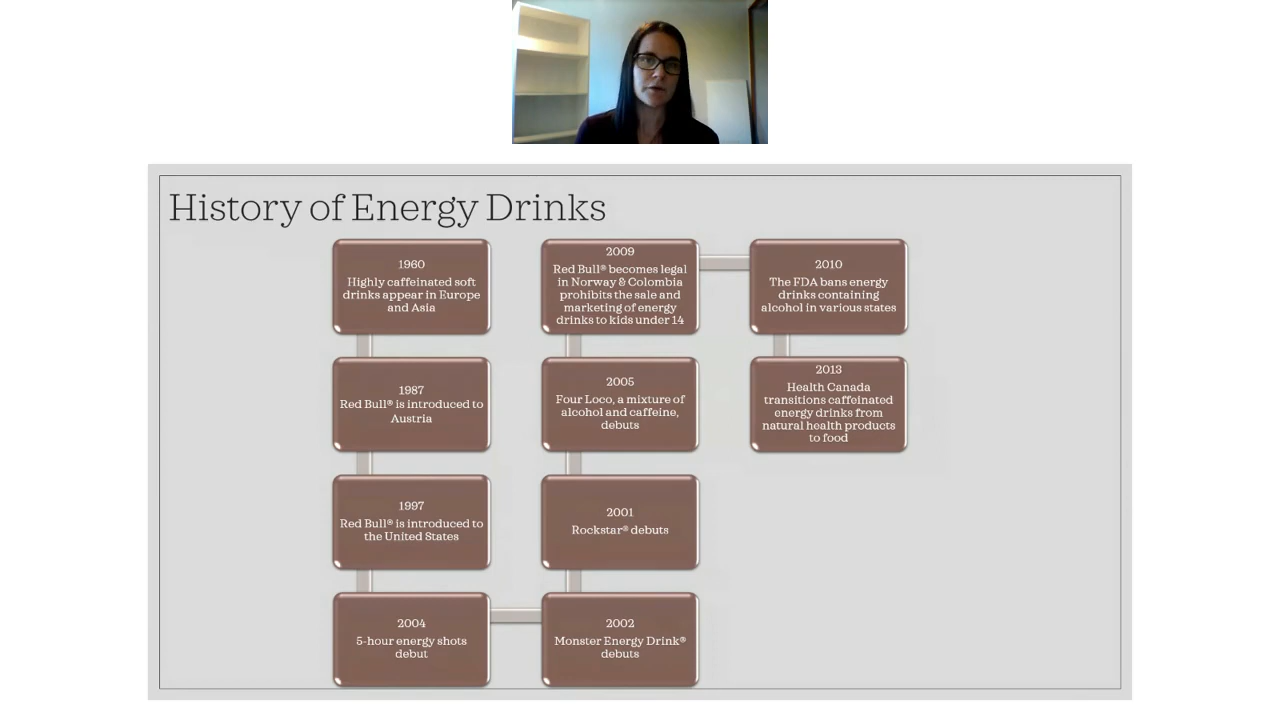 History of Energy Drinks
1960
Highly caffeinated soft
drinks appear in Europe
and Asia
1987
Red Bull® is introduced to
Austria
1997
Red Bull® is introduced to
the United States
2004
5-hour energy shots
debut
2002
Monster Energy Drink®
debuts
2001
Rockstar® debuts
2005
Four Loco, a mixture of
alcohol and caffeine,
debuts
2009
Red Bull® becomes legal
in Norway & Colombia
prohibits the sale and
marketing of energy
drinks to kids under 14
2010
The FDA bans energy
drinks containing
alcohol in various states
2013
Health Canada
transitions caffeinated
energy drinks from
natural health products
to food